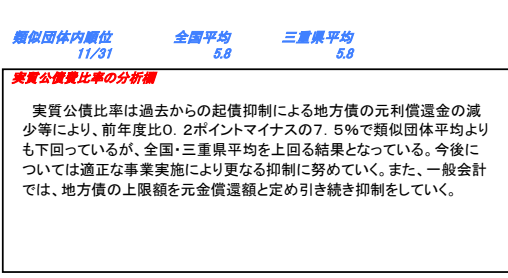 類似団体内順位 全国平均 三重県平均
11/31 5.8 5.8
実質公債費比率の分析欄
実質公債比率は過去からの起債抑制による地方債の元利償還金の減
少等により、前年度比0．2ポイントマイナスの7．5%で類似団体平均より
も下回っているが、全国・三重県平均を上回る結果となっている。今後に
ついては適正な事業実施により更なる抑制に努めていく。また、一般会計
では、地方債の上限額を元金償還額と定め引き続き抑制をしていく。